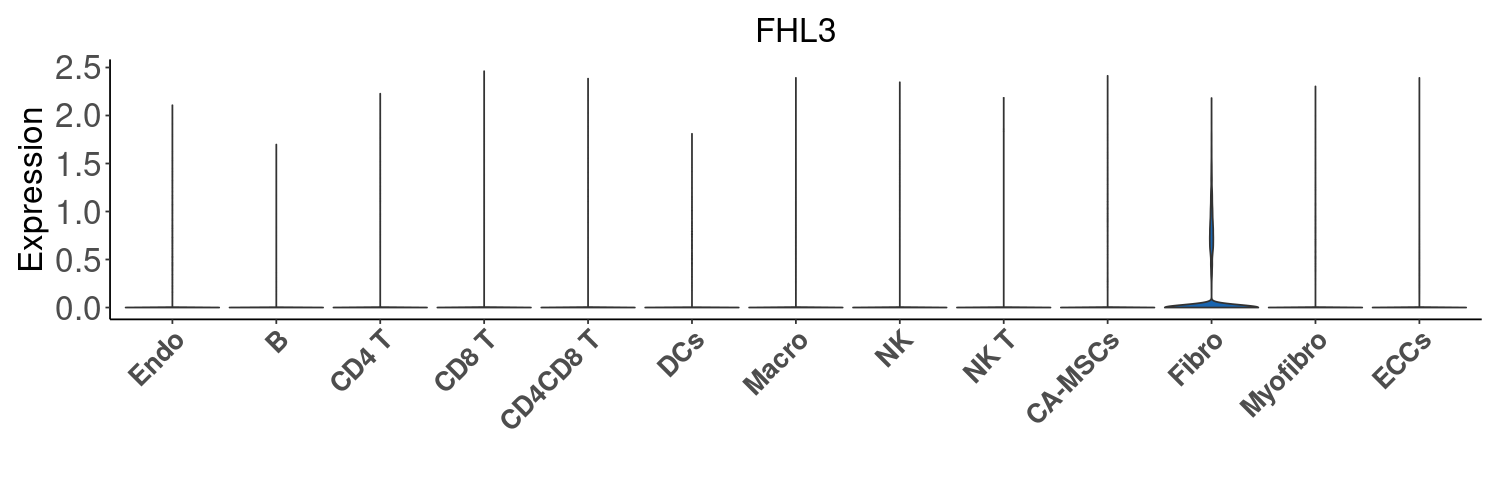 FHL3
Expression
2.5
2.0
1.5
1.0
0.5
0.0
Endo
B
CD4 T
CD8 T
CD4CD8 T
DCs
Macro
NK
NK T
CA-MSCs
Fibro
Myofibro
ECCs